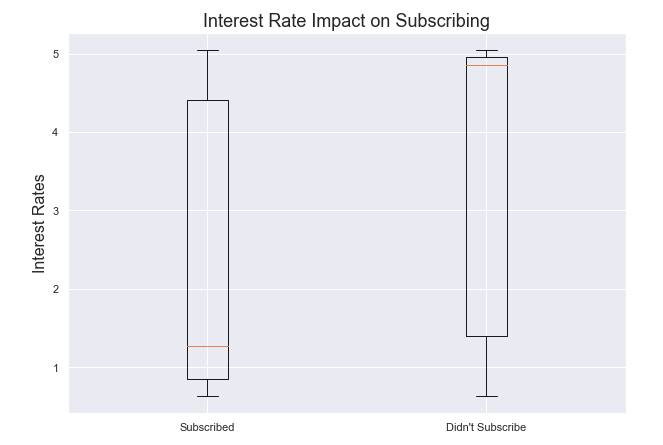 Interest Rate Impact on Subscribing
Interest Rates
5
4
3
2
1
Subscribed
Didn't Subscribe